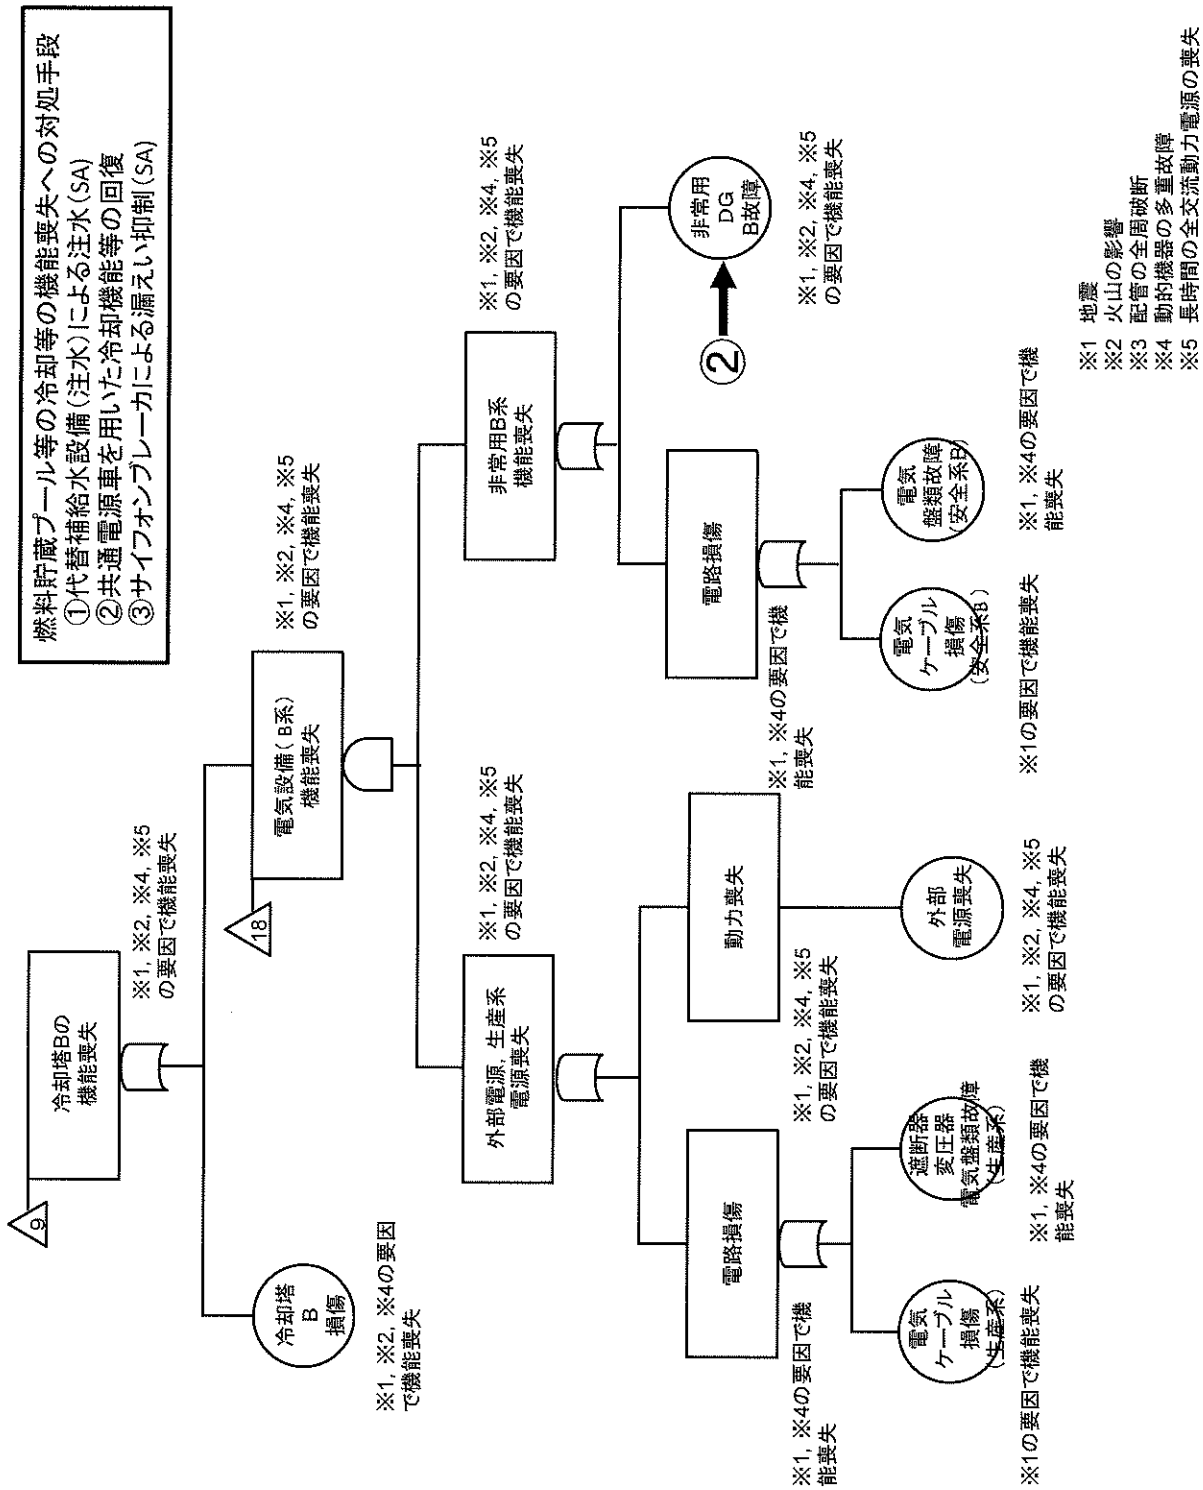 燃料貯蔵プール等の冷却等の機能喪失への対処手段
①代替補給水設備(注水)による注水(SA)
②共通電源車を用いた冷却機能等の回復
③サイフォンブレーカによる漏えい抑制(SA)
9
冷却塔Bの
機能喪失
※1, ※2, ※4, ※5
の要因で機能喪失
冷却塔
B
損傷
※1, ※2, ※4の要因
で機能喪失
18
電気設備(B系)
機能喪失
※1, ※2, ※4, ※5
の要因で機能喪失
外部電源,生産系
電源喪失
※1, ※2, ※4, ※5
の要因で機能喪失
非常用B系
機能喪失
※1, ※2, ※4, ※5
の要因で機能喪失
電路損傷
※1, ※4の要因で機
能喪失
動力喪失
※1, ※2, ※4, ※5
の要因で機能喪失
電路損傷
※1, ※4の要因で機
能喪失
②
非常用
DG
B故障
※1, ※2, ※4, ※5
の要因で機能喪失
電気
ケーブル
損傷
(生産系)
※1の要因で機能喪失
遮断器
変圧器
電気盤類故障
(生産系)
※1, ※4の要因で機
能喪失
外部
電源喪失
※1, ※2, ※4, ※5
の要因で機能喪失
電気
ケーブル
損傷
(安全系B)
※1の要因で機能喪失
電気
盤類故障
(安全系B)
※1, ※4の要因で機
能喪失
※1 地震
※2 火山の影響
※3 配管の全周破断
※4 動的機器の多重故障
※5 長時間の全交流動力電源の喪失